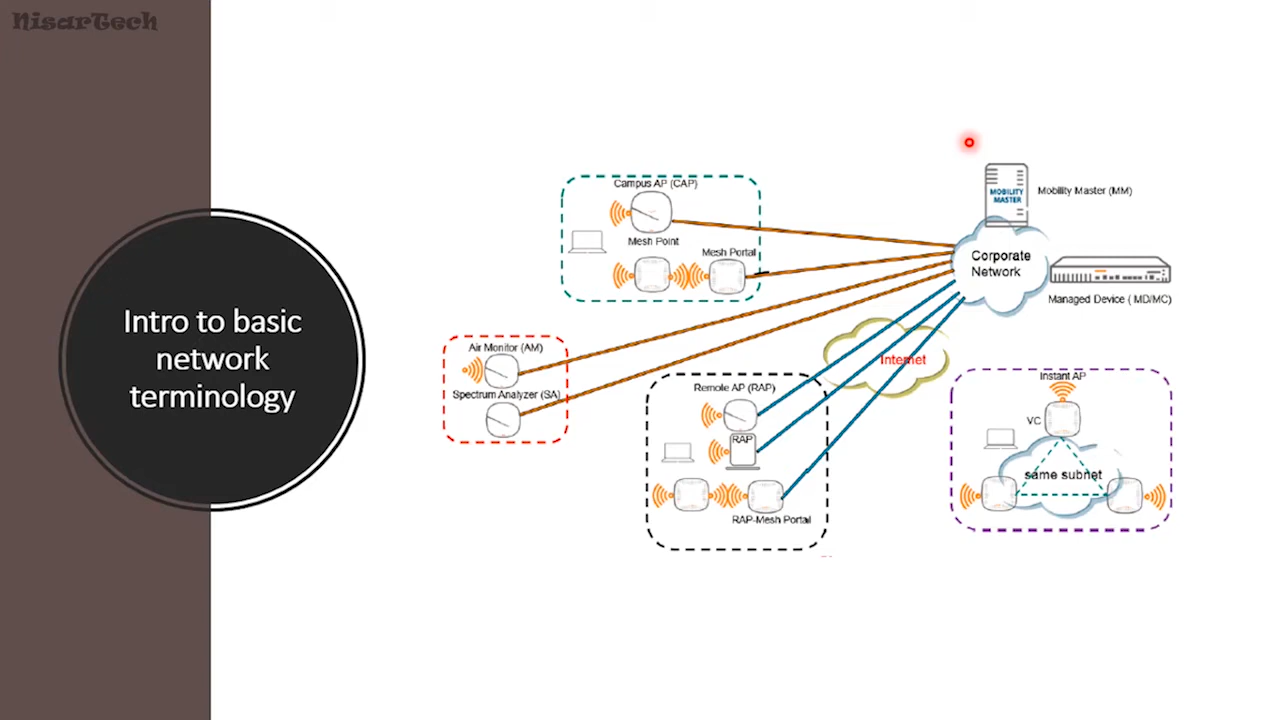 NisarTech
Intro to basic
network
terminology
Campus AP (CAP)
Mesh Point
Mesh Portal
MOBILITY
MASTER
Mobility Master (MM)
Corporate
Network
Managed Device ( MD/MC)
Air Monitor (AM)
Spectrum Analyzer (SA)
Internet
Remote AP (RAP)
RAP
RAP-Mesh Portal
Instant AP
VC
same subnet